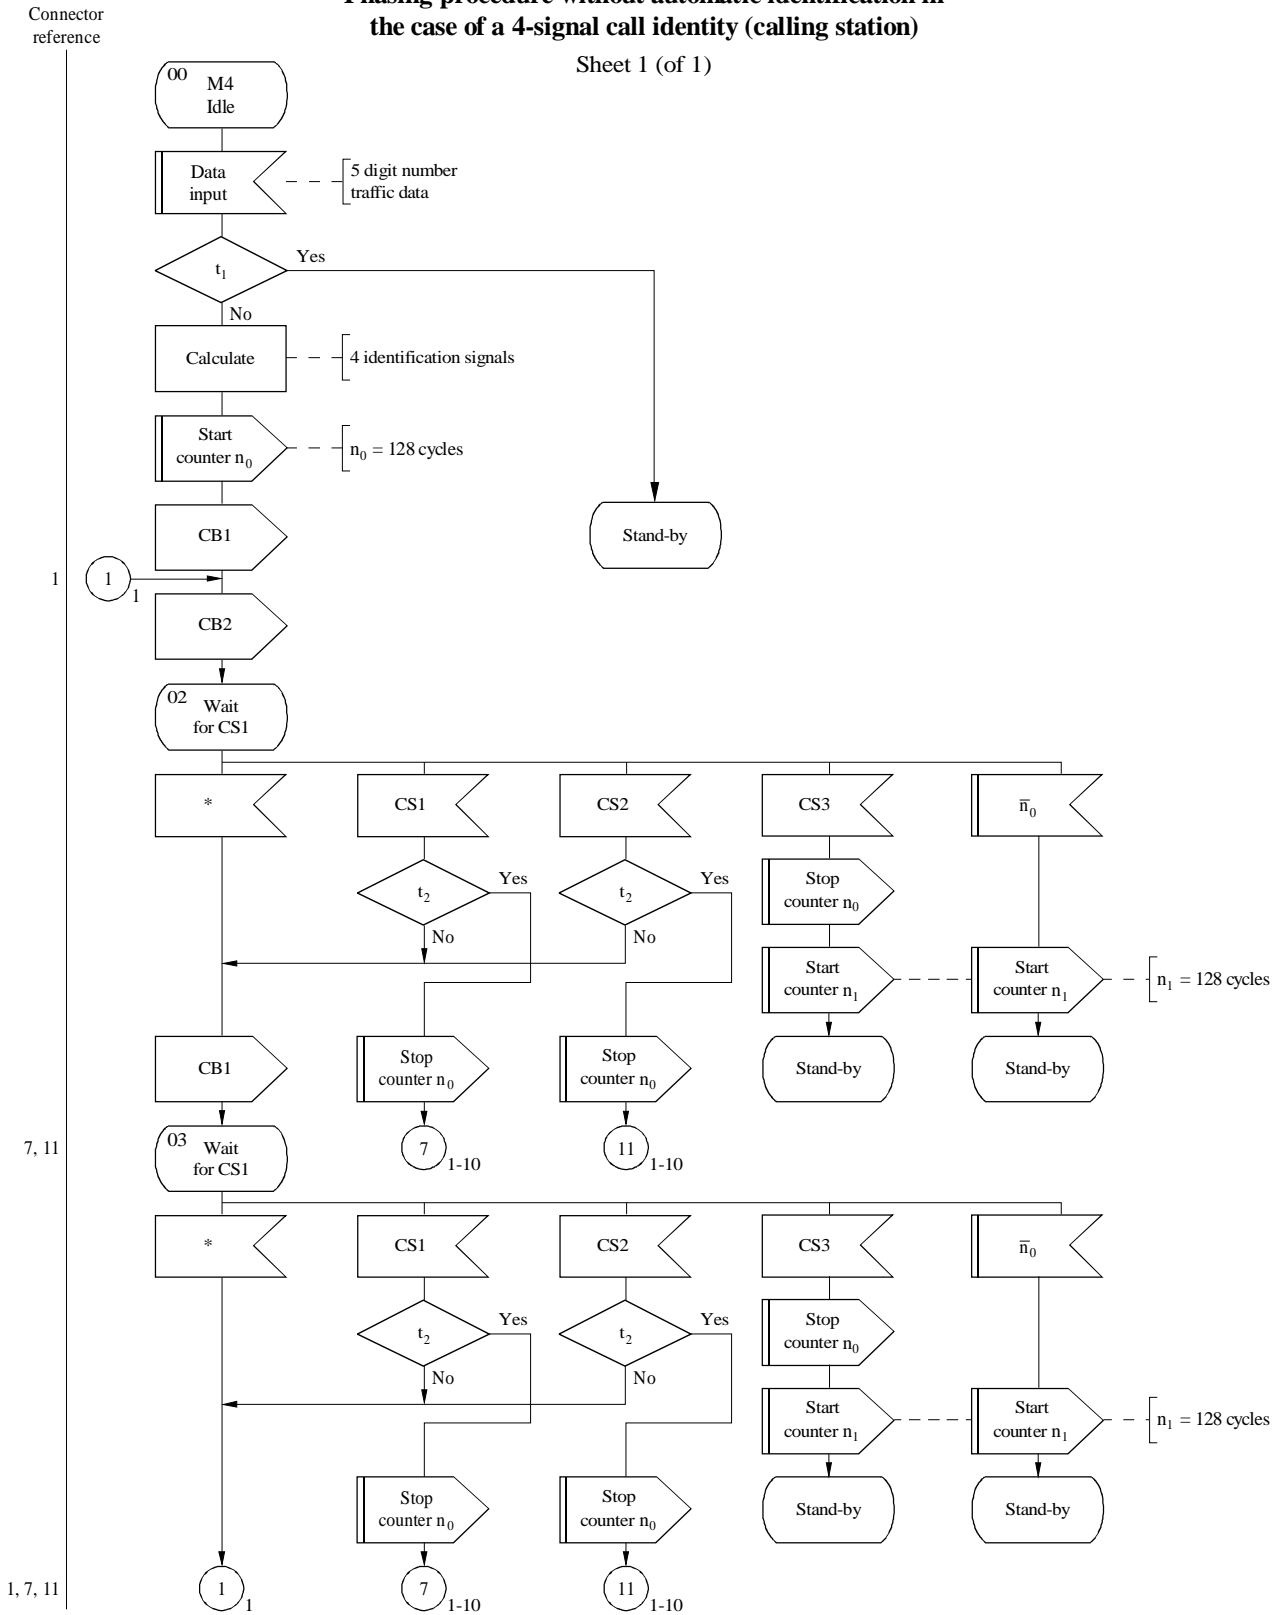 Phasing procedure without automatic identification in
the case of a 4-signal call identity (calling station)
Sheet 1 (of 1)
Connector
reference
00
M4
Idle
Data
input
5 digit number
traffic data
t1
Yes
No
Calculate
4 identification signals
Start
counter n0
n0 = 128 cycles
CB1
Stand-by
1
1
1
CB2
02
Wait
for CS1
*
CS1
CS2
CS3
n̅0
t2
Yes
No
t2
Yes
No
Stop
counter n0
Start
counter n1
Start
counter n1
n1 = 128 cycles
CB1
Stop
counter n0
Stop
counter n0
Stand-by
Stand-by
7, 11
03
Wait
for CS1
7
1-10
11
1-10
*
CS1
CS2
CS3
n̅0
t2
Yes
No
t2
Yes
No
Stop
counter n0
Start
counter n1
Start
counter n1
n1 = 128 cycles
Stop
counter n0
Stop
counter n0
Stand-by
Stand-by
1, 7, 11
1
1
7
1-10
11
1-10